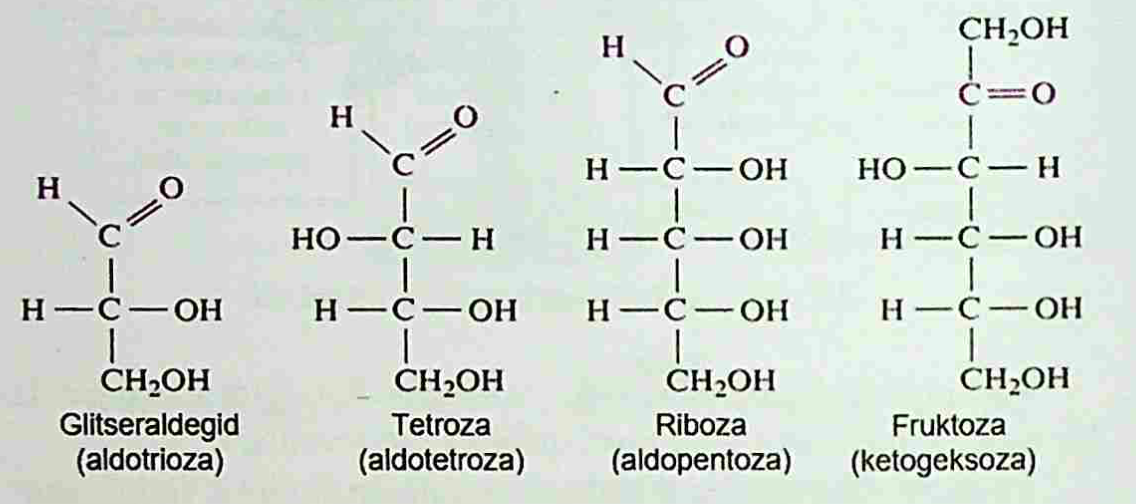 H O
C
H—C—OH
CH₂OH
Glitseraldegid
(aldotrioza)
H O
C
HO—C—H
H—C—OH
CH₂OH
Tetroza
(aldotetroza)
H O
C
H—C—OH
H—C—OH
H—C—OH
CH₂OH
Riboza
(aldopentoza)
CH₂OH
C=O
HO—C—H
H—C—OH
H—C—OH
CH₂OH
Fruktoza
(ketogeksoza)